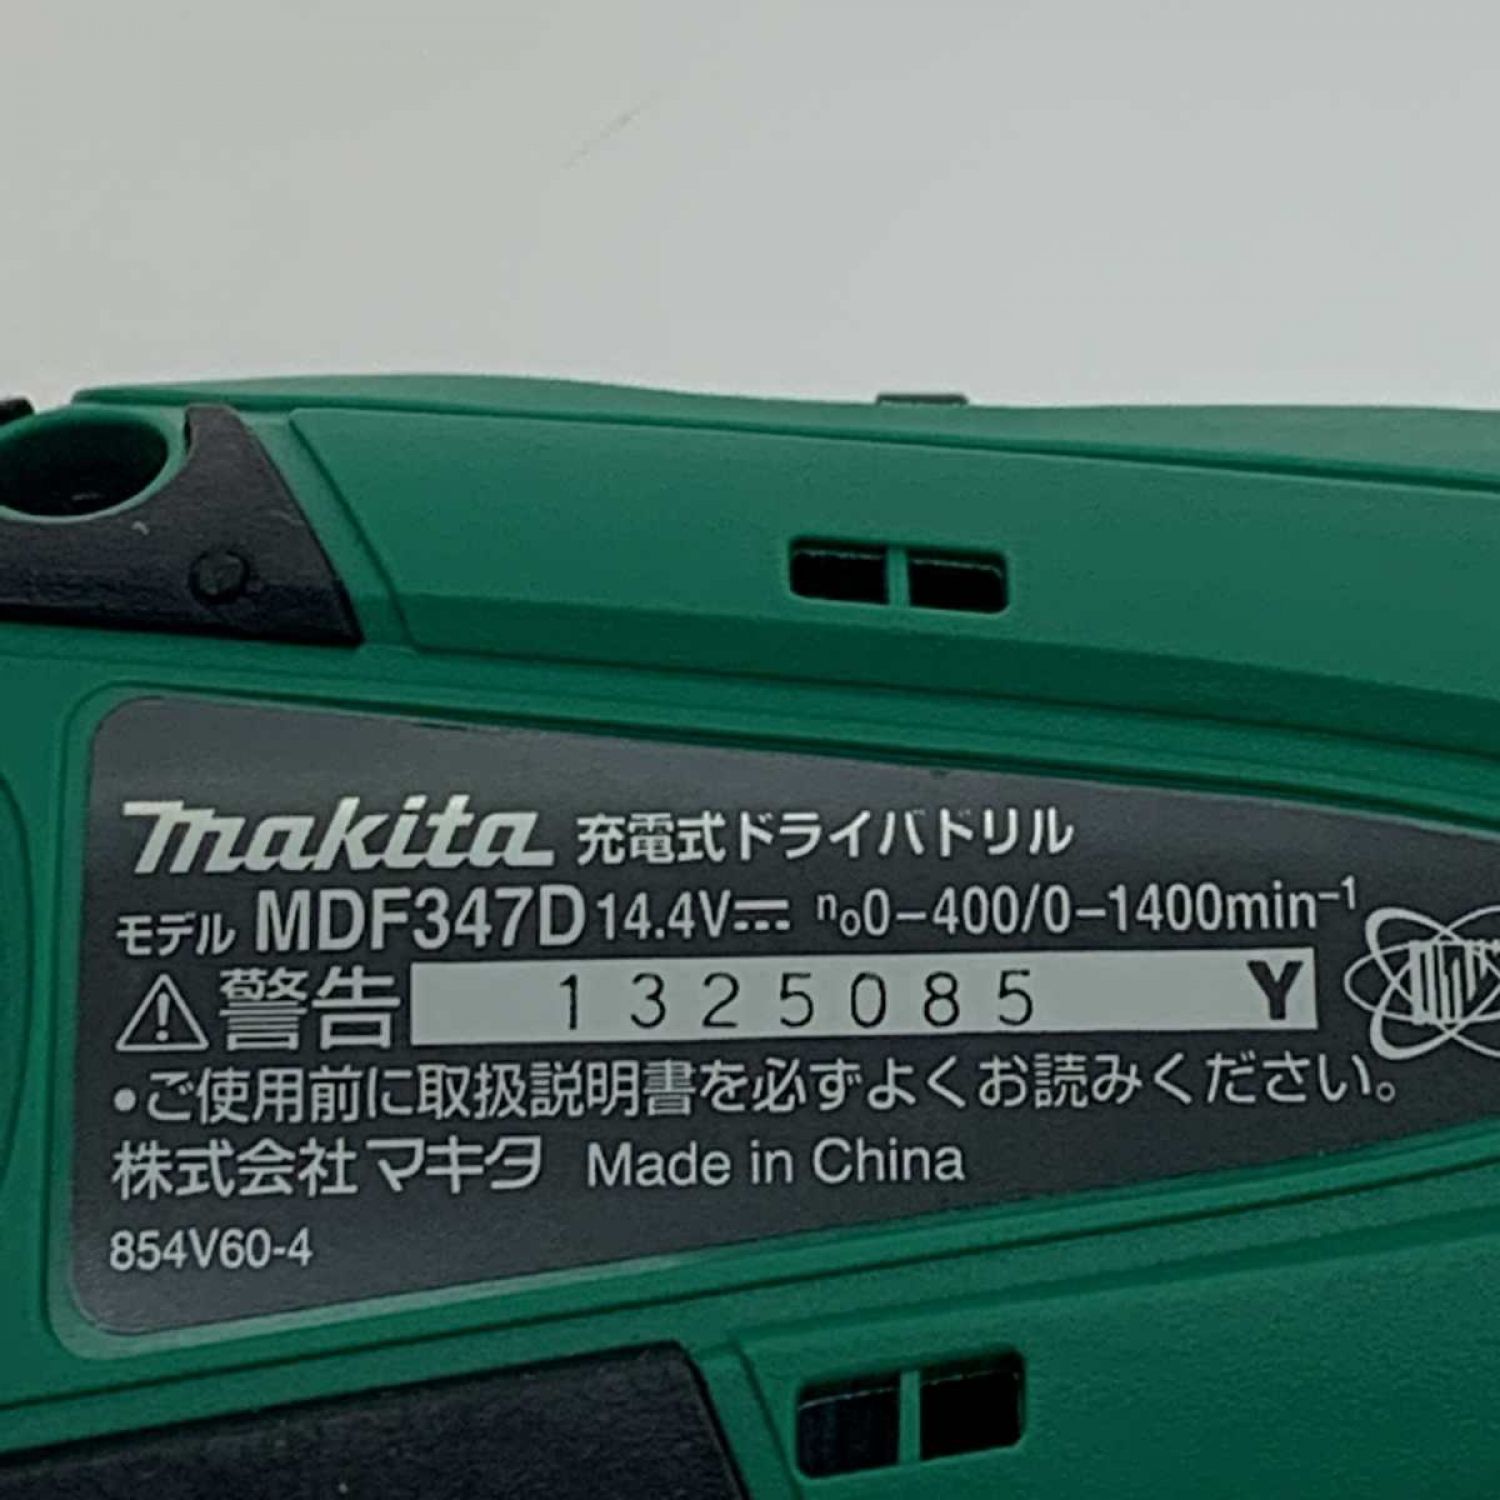 makita 充電式ドライバドリル
モデル MDF347D 14.4V⎓ n₀0-400/0-1400min⁻¹
⚠警告 1325085 Y
•ご使用前に取扱説明書を必ずよくお読みください。
株式会社マキタ Made in China
854V60-4